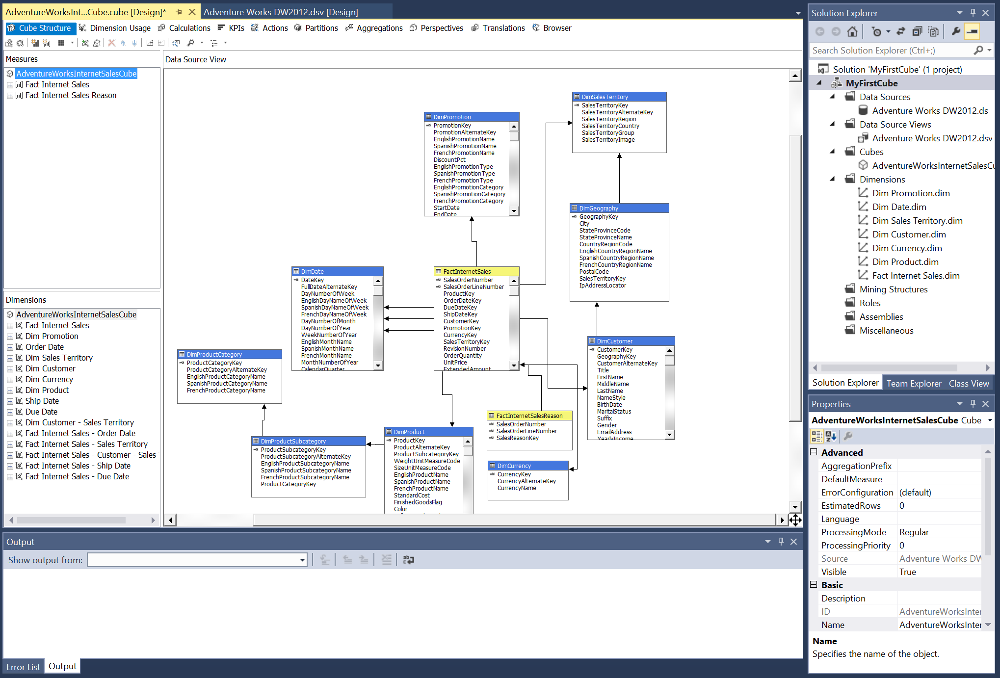 AdventureWorksInt...Cube.cube [Design]*
Adventure Works DW2012.dsv [Design]
Cube Structure
Dimension Usage
Calculations
KPIs
Actions
Partitions
Aggregations
Perspectives
Translations
Browser
Measures
AdventureWorksInternetSalesCube
Fact Internet Sales
Fact Internet Sales Reason
Dimensions
AdventureWorksInternetSalesCube
Fact Internet Sales
Dim Promotion
Order Date
Dim Sales Territory
Dim Customer
Dim Currency
Dim Product
Ship Date
Due Date
Dim Customer - Sales Territory
Fact Internet Sales - Order Date
Fact Internet Sales - Sales Territory
Fact Internet Sales - Customer - Sales
Fact Internet Sales - Ship Date
Fact Internet Sales - Due Date
Data Source View
DimPromotion
PromotionKey
PromotionAlternateKey
EnglishPromotionName
SpanishPromotionName
FrenchPromotionName
DiscountPct
EnglishPromotionType
SpanishPromotionType
FrenchPromotionType
EnglishPromotionCategory
SpanishPromotionCategory
FrenchPromotionCategory
StartDate
EndDate
DimSalesTerritory
SalesTerritoryKey
SalesTerritoryAlternateKey
SalesTerritoryRegion
SalesTerritoryCountry
SalesTerritoryGroup
SalesTerritoryImage
DimGeography
GeographyKey
City
StateProvinceCode
StateProvinceName
CountryRegionCode
EnglishCountryRegionName
SpanishCountryRegionName
FrenchCountryRegionName
PostalCode
SalesTerritoryKey
IpAddressLocator
DimDate
DateKey
FullDateAlternateKey
DayNumberOfWeek
EnglishDayNameOfWeek
SpanishDayNameOfWeek
FrenchDayNameOfWeek
DayNumberOfMonth
DayNumberOfYear
WeekNumberOfYear
EnglishMonthName
SpanishMonthName
FrenchMonthName
MonthNumberOfYear
CalendarQuarter
FactInternetSales
SalesOrderNumber
SalesOrderLineNumber
ProductKey
OrderDateKey
DueDateKey
ShipDateKey
CustomerKey
PromotionKey
CurrencyKey
SalesTerritoryKey
RevisionNumber
OrderQuantity
UnitPrice
ExtendedAmount
DimCustomer
CustomerKey
GeographyKey
CustomerAlternateKey
Title
FirstName
MiddleName
LastName
NameStyle
BirthDate
MaritalStatus
Suffix
Gender
EmailAddress
YearlyIncome
DimProductCategory
ProductCategoryKey
ProductCategoryAlternateKey
EnglishProductCategoryName
SpanishProductCategoryName
FrenchProductCategoryName
DimProductSubcategory
ProductSubcategoryKey
ProductSubcategoryAlternateKey
EnglishProductSubcategoryName
SpanishProductSubcategoryName
FrenchProductSubcategoryName
ProductCategoryKey
DimProduct
ProductKey
ProductAlternateKey
ProductSubcategoryKey
WeightUnitMeasureCode
SizeUnitMeasureCode
EnglishProductName
SpanishProductName
FrenchProductName
StandardCost
FinishedGoodsFlag
Color
FactInternetSalesReason
SalesOrderNumber
SalesOrderLineNumber
SalesReasonKey
DimCurrency
CurrencyKey
CurrencyAlternateKey
CurrencyName
Output
Show output from:
Error List
Output
Solution Explorer
Search Solution Explorer (Ctrl+;)
Solution 'MyFirstCube' (1 project)
MyFirstCube
Data Sources
Adventure Works DW2012.ds
Data Source Views
Adventure Works DW2012.dsv
Cubes
AdventureWorksInternetSalesCu
Dimensions
Dim Promotion.dim
Dim Date.dim
Dim Sales Territory.dim
Dim Customer.dim
Dim Currency.dim
Dim Product.dim
Fact Internet Sales.dim
Mining Structures
Roles
Assemblies
Miscellaneous
Solution Explorer
Team Explorer
Class View
Properties
AdventureWorksInternetSalesCube Cube
Advanced
AggregationPrefix
DefaultMeasure
ErrorConfiguration (default)
EstimatedRows 0
Language
ProcessingMode Regular
ProcessingPriority 0
Source Adventure Works DW
Visible True
Basic
Description
ID AdventureWorksInter
Name AdventureWorksInter
Name
Specifies the name of the object.